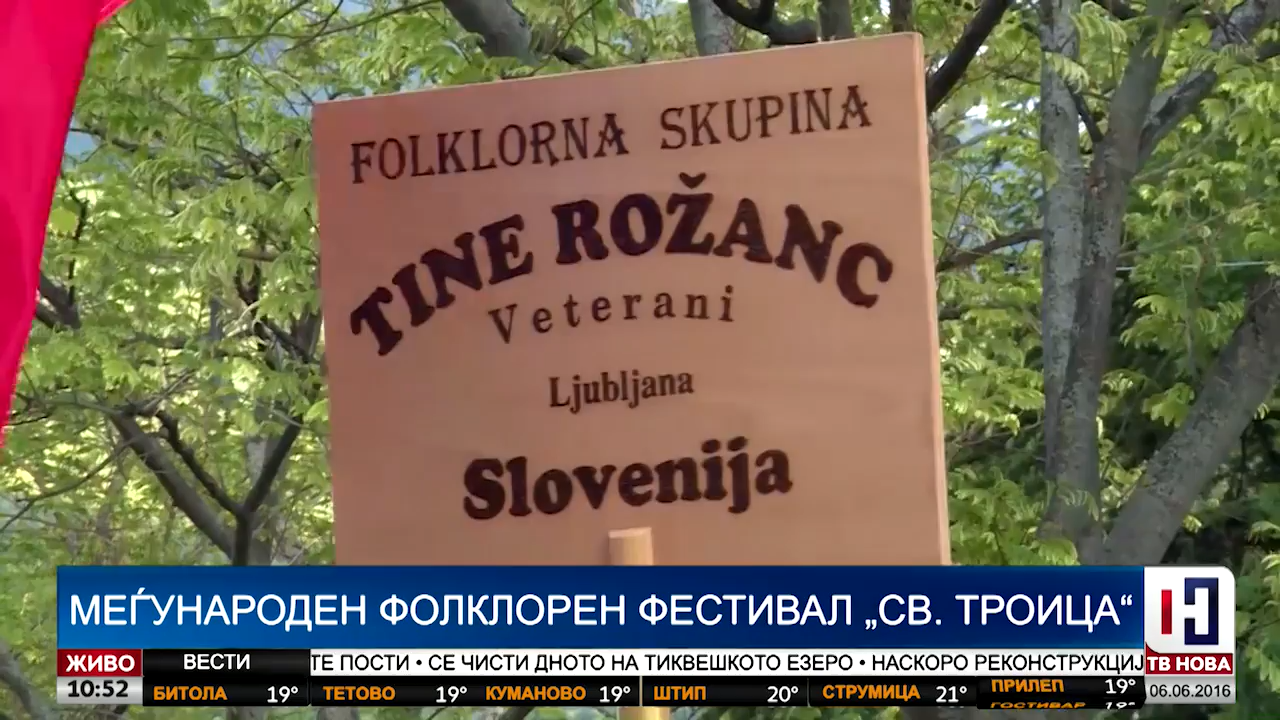 FOLKLORNA SKUPINA
TINE ROŽANC
Veterani
Ljubljana
Slovenija
МЕЃУНАРОДЕН ФОЛКЛОРЕН ФЕСТИВАЛ „СВ. ТРОИЦА“
ЖИВО ВЕСТИ ТЕ ПОСТИ • СЕ ЧИСТИ ДНОТО НА ТИКВЕШКОТО ЕЗЕРО • НАСКОРО РЕКОНСТРУКЦИЈ ТВ НОВА
10:52 БИТОЛА 19° ТЕТОВО 19° КУМАНОВО 19° ШТИП 20° СТРУМИЦА 21° ПРИЛЕП 19° 06.06.2016
ГОСТИВАР 19°